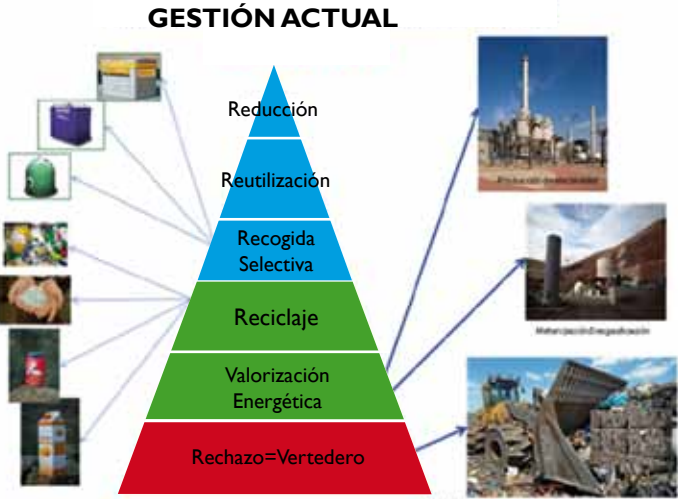 GESTIÓN ACTUAL
Reducción
Reutilización
Recogida
Selectiva
Reciclaje
Valorización
Energética
Rechazo=Vertedero